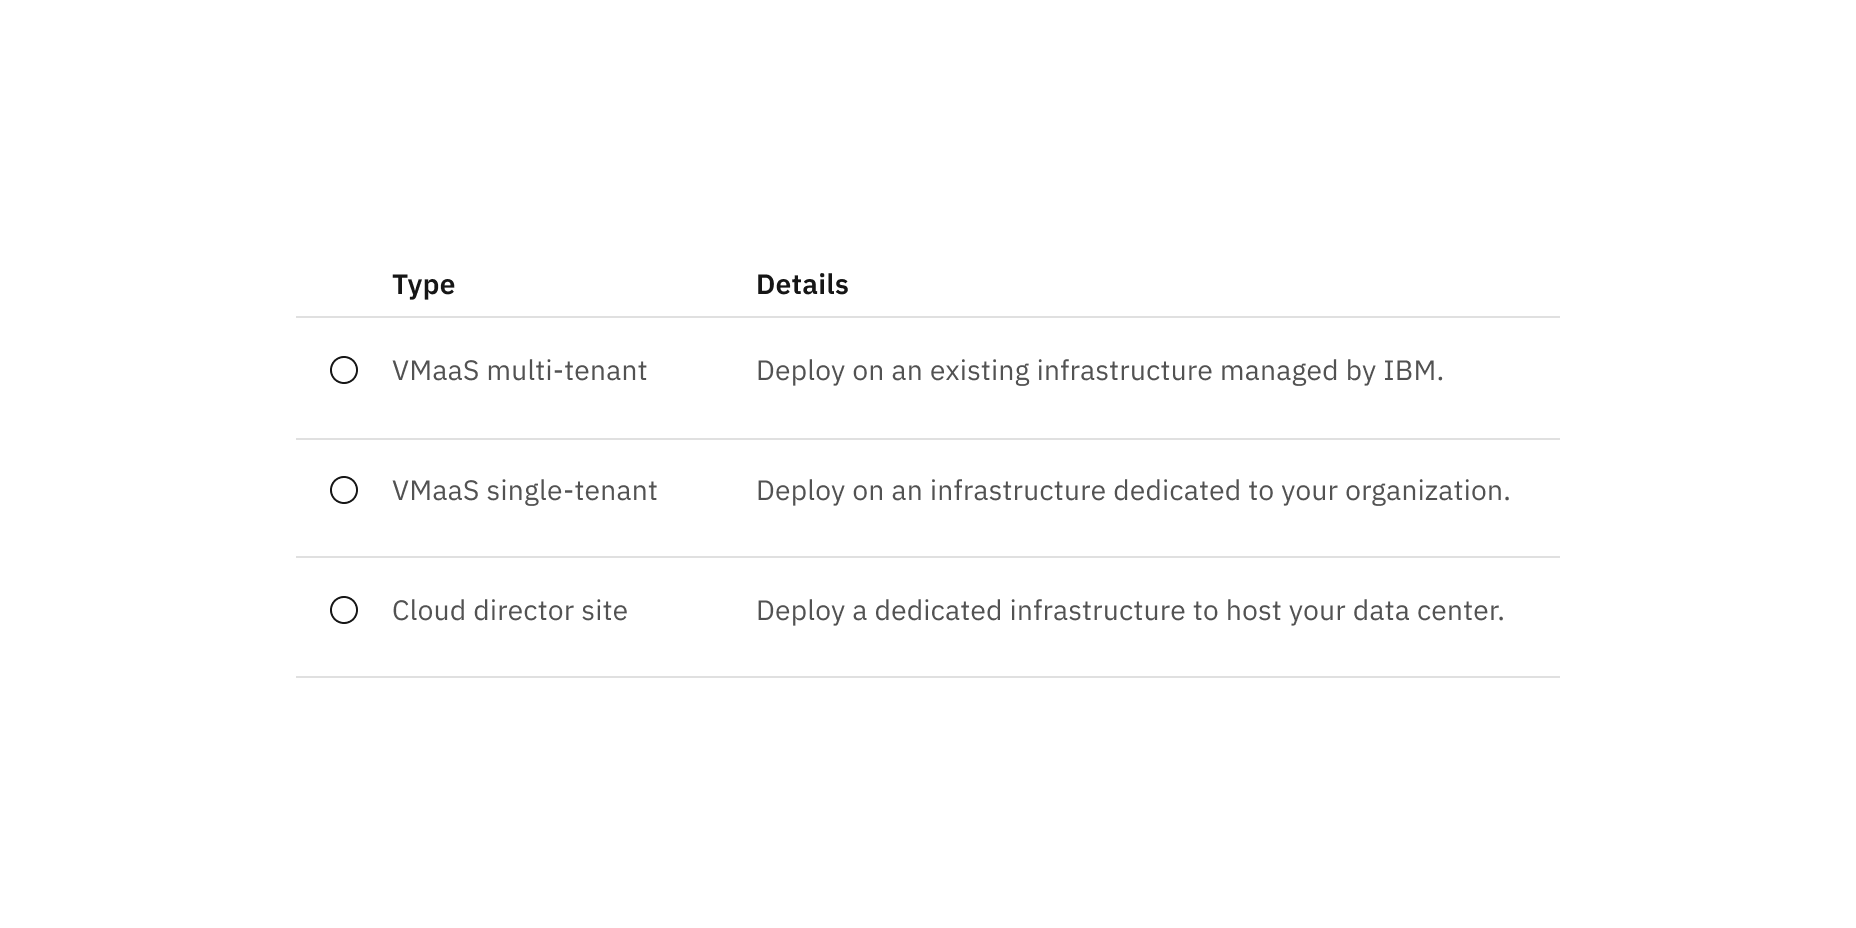 Type Details
VMaaS multi-tenant Deploy on an existing infrastructure managed by IBM.
VMaaS single-tenant Deploy on an infrastructure dedicated to your organization.
Cloud director site Deploy a dedicated infrastructure to host your data center.